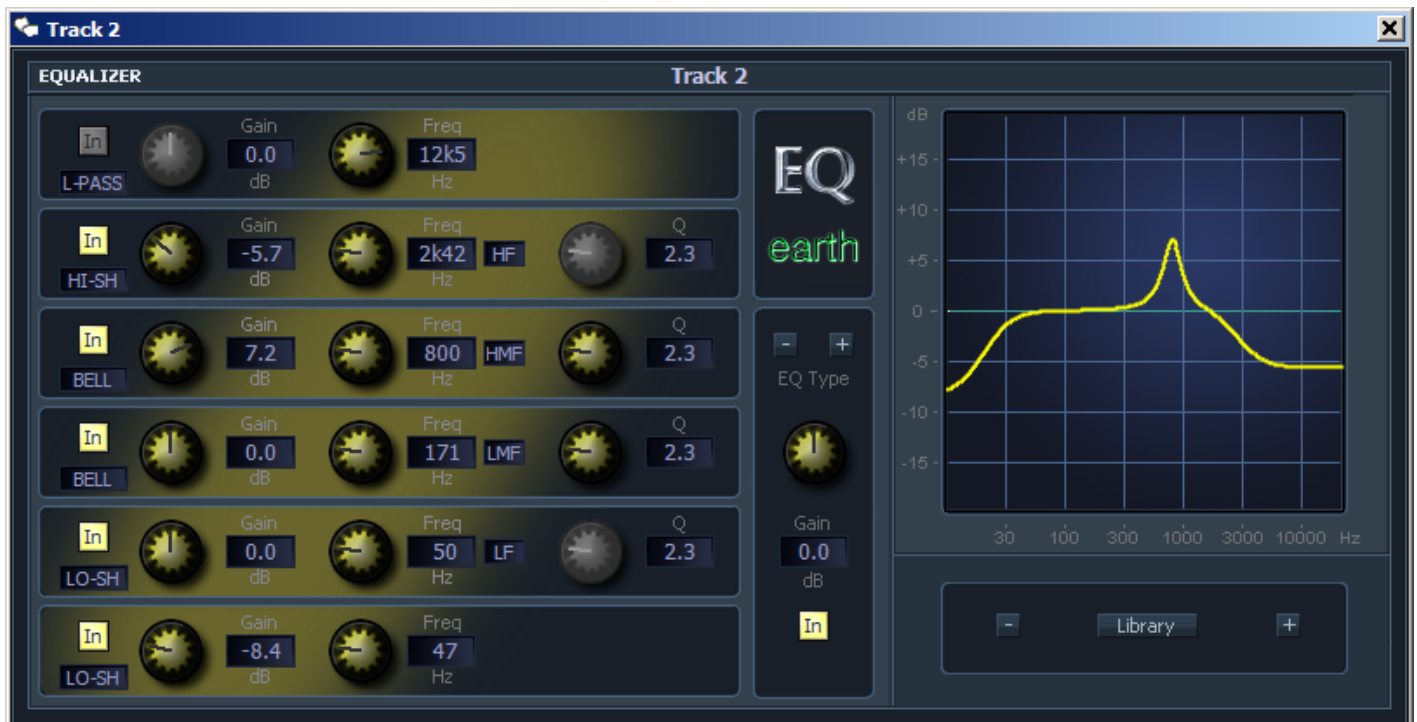 Track 2
EQUALIZER Track 2
In L-PASS Gain 0.0 dB Freq 12k5 Hz
In HI-SH Gain -5.7 dB Freq 2k42 Hz HF Q 2.3
In BELL Gain 7.2 dB Freq 800 Hz HMF Q 2.3
In BELL Gain 0.0 dB Freq 171 Hz LMF Q 2.3
In LO-SH Gain 0.0 dB Freq 50 Hz LF Q 2.3
In LO-SH Gain -8.4 dB Freq 47 Hz
EQ
earth
- +
EQ Type
Gain
0.0
dB
In
dB
+15 -
+10 -
+5 -
0 -
-5 -
-10 -
-15 -
30 100 300 1000 3000 10000 Hz
- Library +